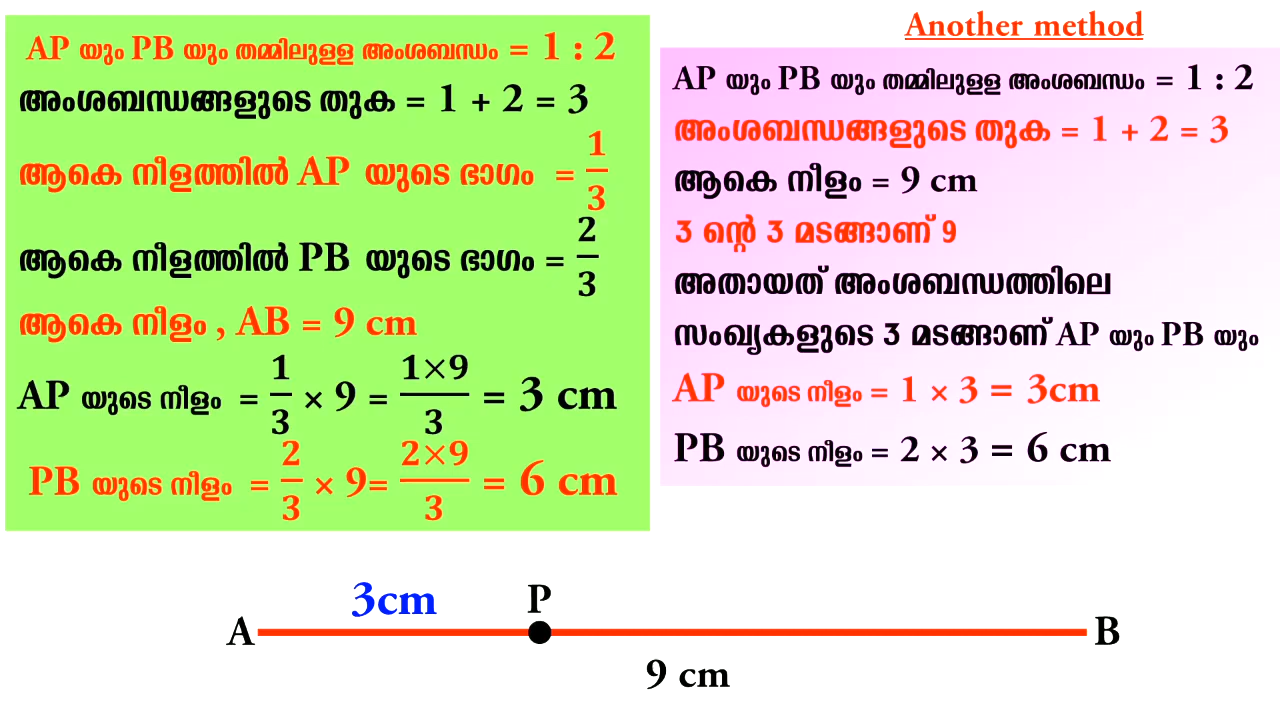 AP യും PB യും തമ്മിലുളള അംശബന്ധം = 1 : 2
അംശബന്ധങ്ങളുടെ തുക = 1 + 2 = 3
ആകെ നീളത്തിൽ AP യുടെ ഭാഗം = 1/3
ആകെ നീളത്തിൽ PB യുടെ ഭാഗം = 2/3
ആകെ നീളം , AB = 9 cm
AP യുടെ നീളം = 1/3 × 9 = 1×9/3 = 3 cm
PB യുടെ നീളം = 2/3 × 9= 2×9/3 = 6 cm
Another method
AP യും PB യും തമ്മിലുളള അംശബന്ധം = 1 : 2
അംശബന്ധങ്ങളുടെ തുക = 1 + 2 = 3
ആകെ നീളം = 9 cm
3 ന്റെ 3 മടങ്ങാണ് 9
അതായത് അംശബന്ധത്തിലെ
സംഖ്യകളുടെ 3 മടങ്ങാണ് AP യും PB യും
AP യുടെ നീളം = 1 × 3 = 3cm
PB യുടെ നീളം = 2 × 3 = 6 cm
3cm P
A B
9 cm